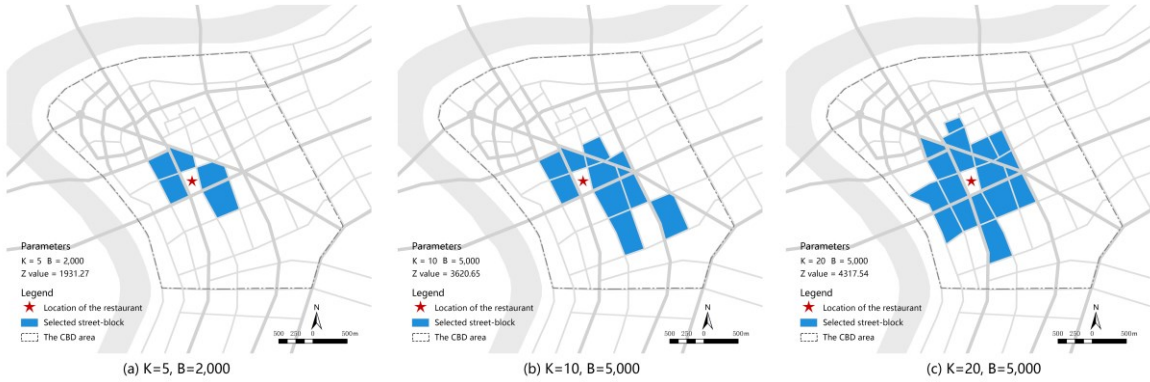 Parameters
K = 5 B = 2,000
Z value = 1931.27
Legend
Location of the restaurant
Selected street-block
The CBD area
N
500 250 0 500m
(a) K=5, B=2,000
Parameters
K = 10 B = 5,000
Z value = 3620.65
Legend
Location of the restaurant
Selected street-block
The CBD area
N
500 250 0 500m
(b) K=10, B=5,000
Parameters
K = 20 B = 5,000
Z value = 4317.54
Legend
Location of the restaurant
Selected street-block
The CBD area
N
500 250 0 500m
(c) K=20, B=5,000